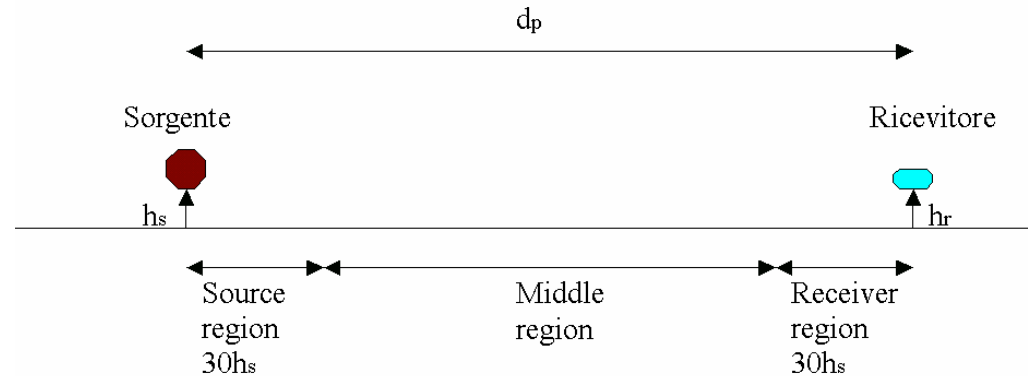 dp
Sorgente
Ricevitore
hs
hr
Source
region
30hs
Middle
region
Receiver
region
30hs